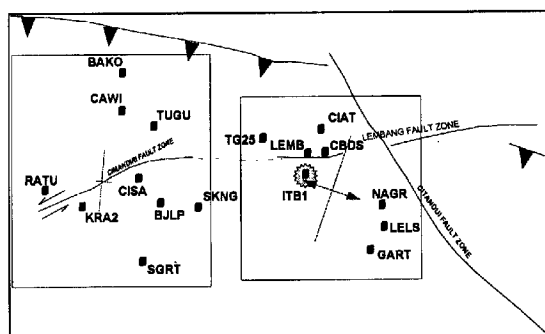 BAKO
CAWI
TUGU
CIAT
TG25
LEMB
CBDS
LEMBANG FAULT ZONE
CIMANDIRI FAULT ZONE
RATU
CISA
ITB1
KRA2
BJLP
SKNG
NAGR
LELS
CITANDUI FAULT ZONE
GART
SGRT